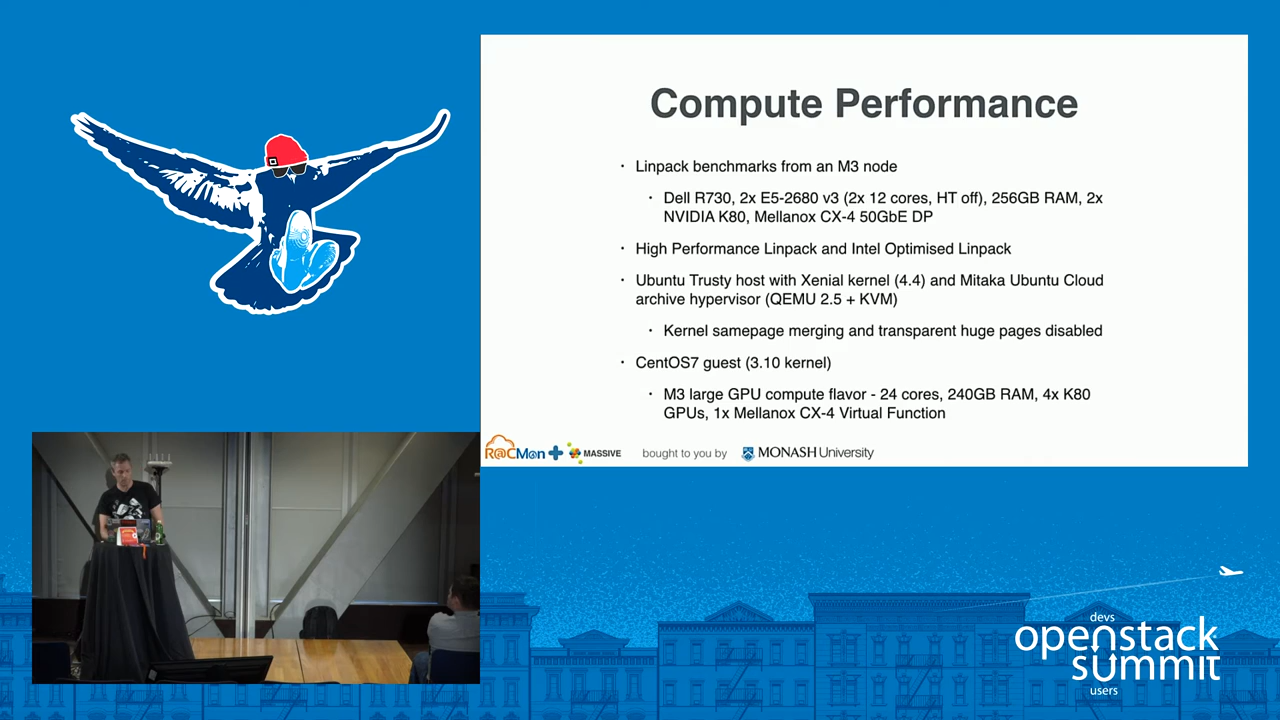 Compute Performance
· Linpack benchmarks from an M3 node
· Dell R730, 2x E5-2680 v3 (2x 12 cores, HT off), 256GB RAM, 2x
NVIDIA K80, Mellanox CX-4 50GbE DP
· High Performance Linpack and Intel Optimised Linpack
· Ubuntu Trusty host with Xenial kernel (4.4) and Mitaka Ubuntu Cloud
archive hypervisor (QEMU 2.5 + KVM)
· Kernel samepage merging and transparent huge pages disabled
· CentOS7 guest (3.10 kernel)
· M3 large GPU compute flavor - 24 cores, 240GB RAM, 4x K80
GPUs, 1x Mellanox CX-4 Virtual Function
R@CMon MASSIVE brought to you by MONASH University
devs
openstack
summit
users